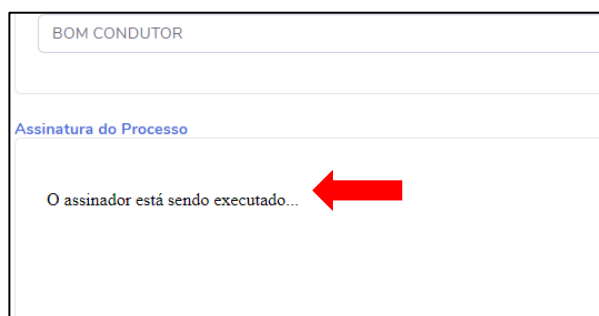 BOM CONDUTOR
Assinatura do Processo
O assinador está sendo executado...